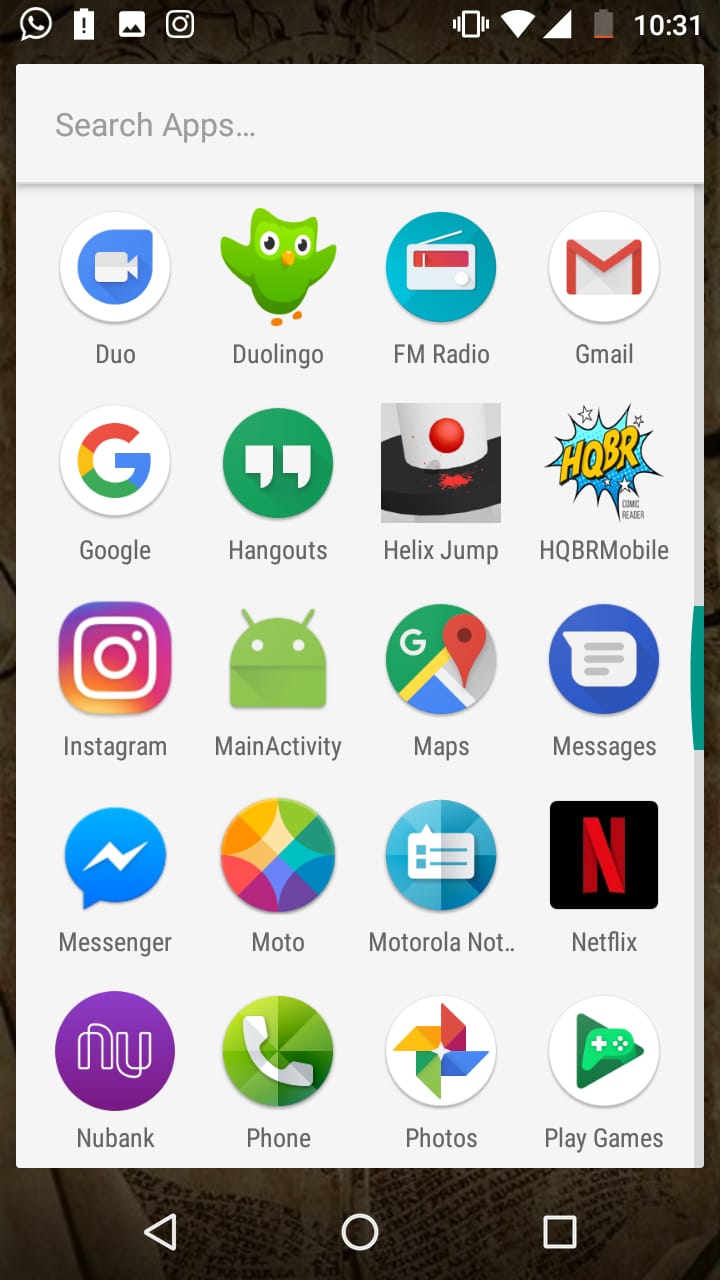 10:31
Search Apps…
Duo Duolingo FM Radio Gmail
HQBR
COMIC
READER
Google Hangouts Helix Jump HQBRMobile
G
Instagram MainActivity Maps Messages
N
Messenger Moto Motorola Not.. Netflix
nu
Nubank Phone Photos Play Games